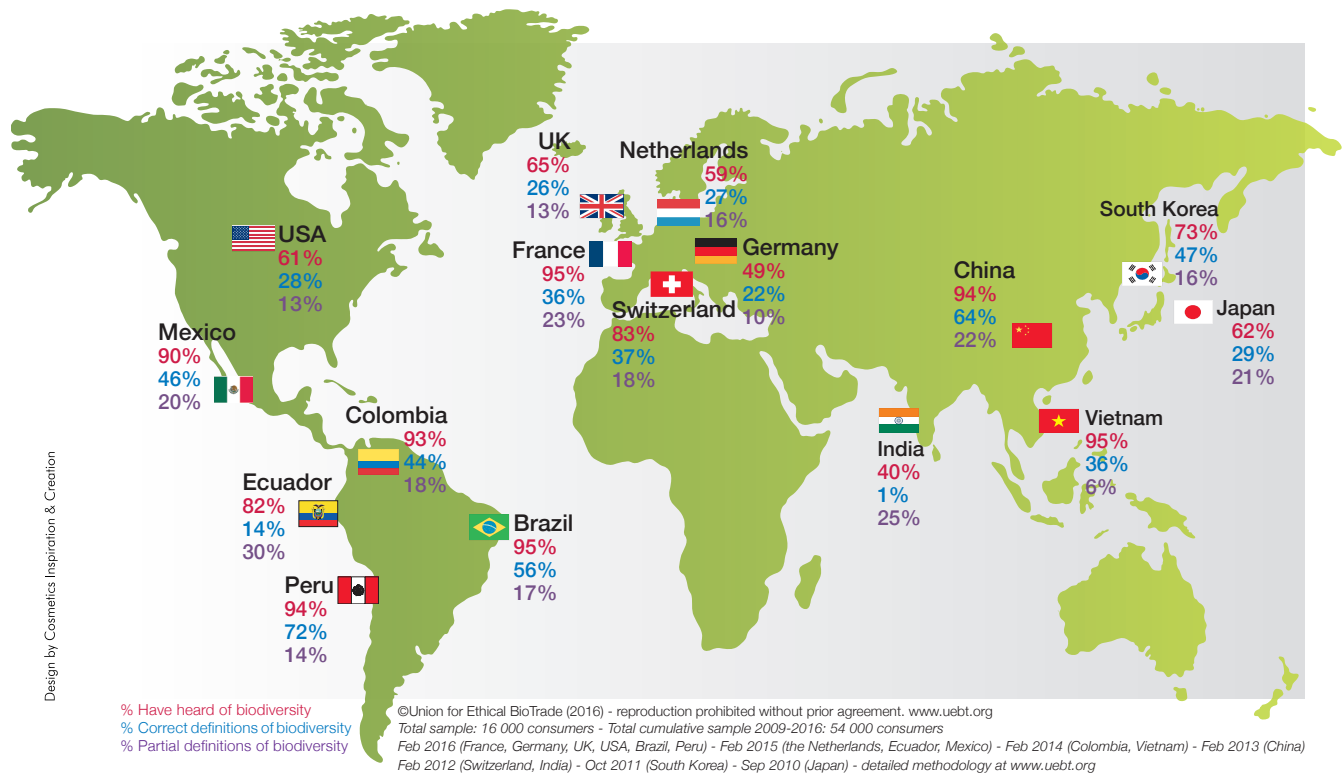 UK
65%
26%
13%
Netherlands
59%
27%
16%
USA
61%
28%
13%
France
95%
36%
23%
Germany
49%
22%
10%
Switzerland
83%
37%
18%
South Korea
73%
47%
16%
China
94%
64%
22%
Japan
62%
29%
21%
Mexico
90%
46%
20%
Colombia
93%
44%
18%
India
40%
1%
25%
Vietnam
95%
36%
6%
Ecuador
82%
14%
30%
Brazil
95%
56%
17%
Peru
94%
72%
14%
Design by Cosmetics Inspiration & Creation
% Have heard of biodiversity
% Correct definitions of biodiversity
% Partial definitions of biodiversity
©Union for Ethical BioTrade (2016) - reproduction prohibited without prior agreement. www.uebt.org
Total sample: 16 000 consumers - Total cumulative sample 2009-2016: 54 000 consumers
Feb 2016 (France, Germany, UK, USA, Brazil, Peru) - Feb 2015 (the Netherlands, Ecuador, Mexico) - Feb 2014 (Colombia, Vietnam) - Feb 2013 (China)
Feb 2012 (Switzerland, India) - Oct 2011 (South Korea) - Sep 2010 (Japan) - detailed methodology at www.uebt.org